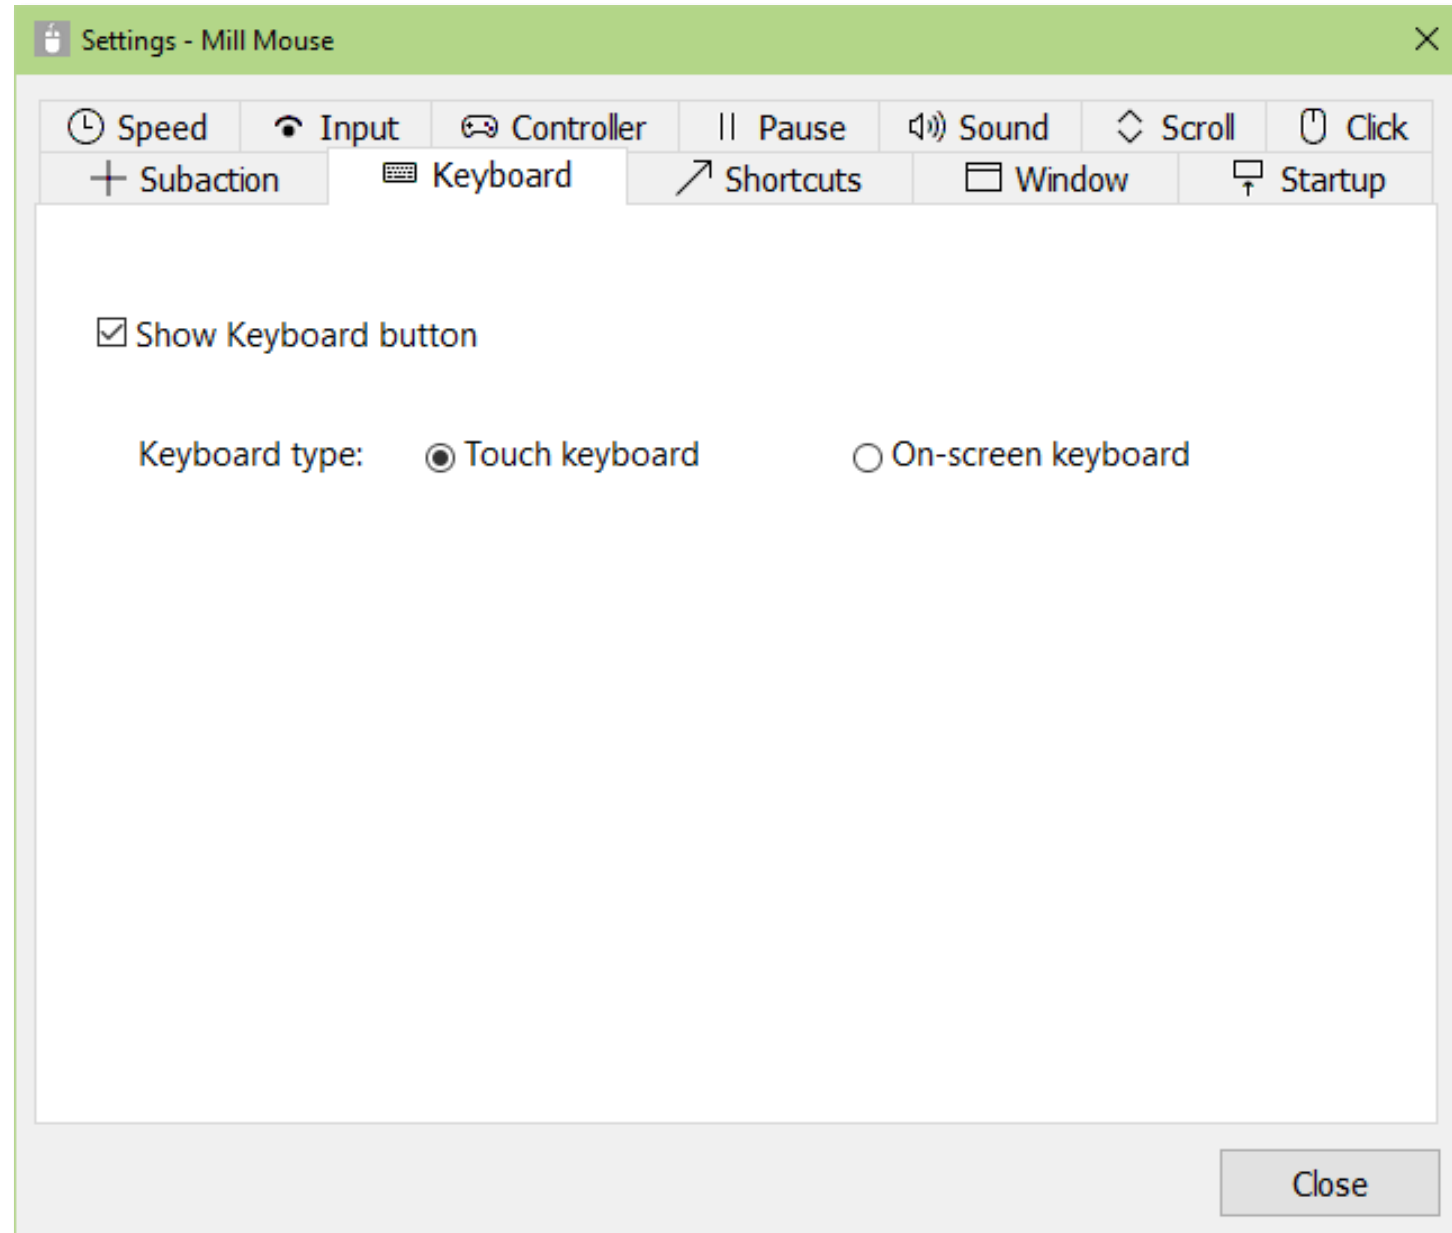 Settings - Mill Mouse
Speed Input Controller Pause Sound Scroll Click
Subaction Keyboard Shortcuts Window Startup
Show Keyboard button
Keyboard type: Touch keyboard On-screen keyboard
Close